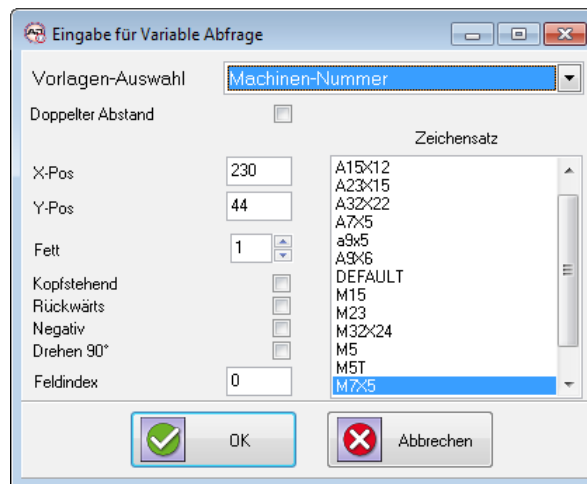 Eingabe für Variable Abfrage
Vorlagen-Auswahl Machinen-Nummer
Doppelter Abstand
Zeichensatz
X-Pos 230
Y-Pos 44
Fett 1
Kopfstehend
Rückwärts
Negativ
Drehen 90°
Feldindex 0
A15X12
A23X15
A32X22
A7X5
a9x5
A9X6
DEFAULT
M15
M23
M32X24
M5
M5T
M7X5
OK Abbrechen